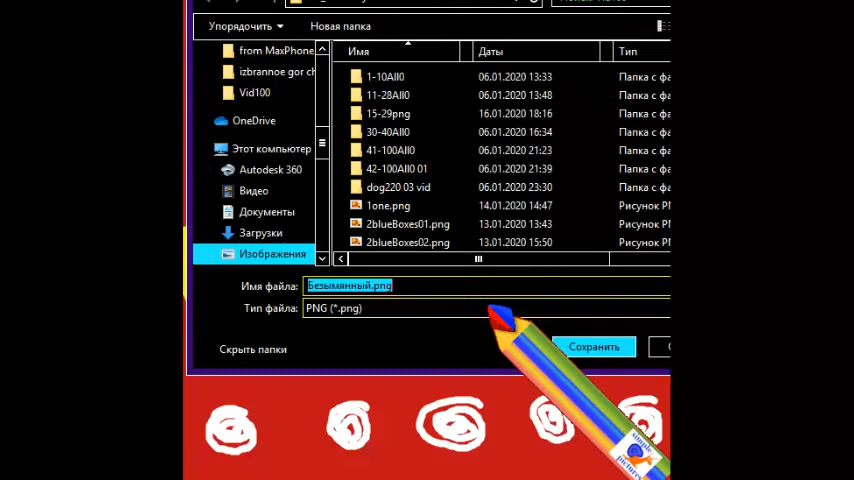 Упорядочить Новая папка
from MaxPhone
izbrannoe gor ch
Vid100
OneDrive
Этот компьютер
Autodesk 360
Видео
Документы
Загрузки
Изображения
Имя Даты Тип
1-10All0 06.01.2020 13:33 Папка с фа
11-28All0 06.01.2020 13:48 Папка с фа
15-29png 16.01.2020 18:16 Папка с фа
30-40All0 06.01.2020 16:34 Папка с фа
41-100All0 06.01.2020 21:23 Папка с фа
42-100All0 01 06.01.2020 21:39 Папка с фа
dog220 03 vid 06.01.2020 23:30 Папка с фа
1one.png 14.01.2020 14:47 Рисунок PN
2blueBoxes01.png 13.01.2020 13:43 Рисунок PN
2blueBoxes02.png 13.01.2020 15:50 Рисунок PN
Имя файла: Безымянный.png
Тип файла: PNG (*.png)
Скрыть папки Сохранить
simple
pictures